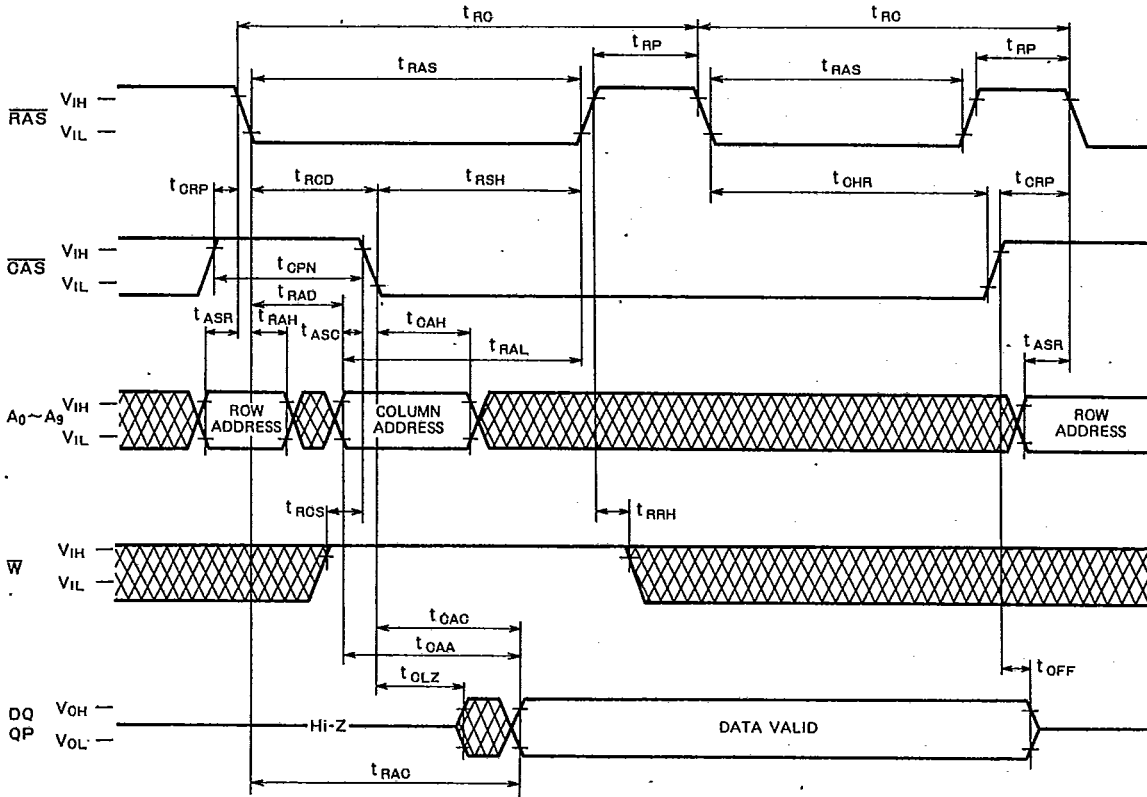 tRC tRC
tRP tRP
tRAS tRAS
RAS VIH
VIL
tCRP tRCD tRSH tCHR tCRP
CAS VIH
VIL
tCPN
tRAD
tASR tRAH tASC tCAH
tRAL tASR
A0~A9 VIH
VIL
ROW ADDRESS COLUMN ADDRESS ROW ADDRESS
tRCS tRRH
W VIH
VIL
tCAC
tCAA
tCLZ tOFF
DQ VOH
QP VOL
Hi-Z DATA VALID
tRAC